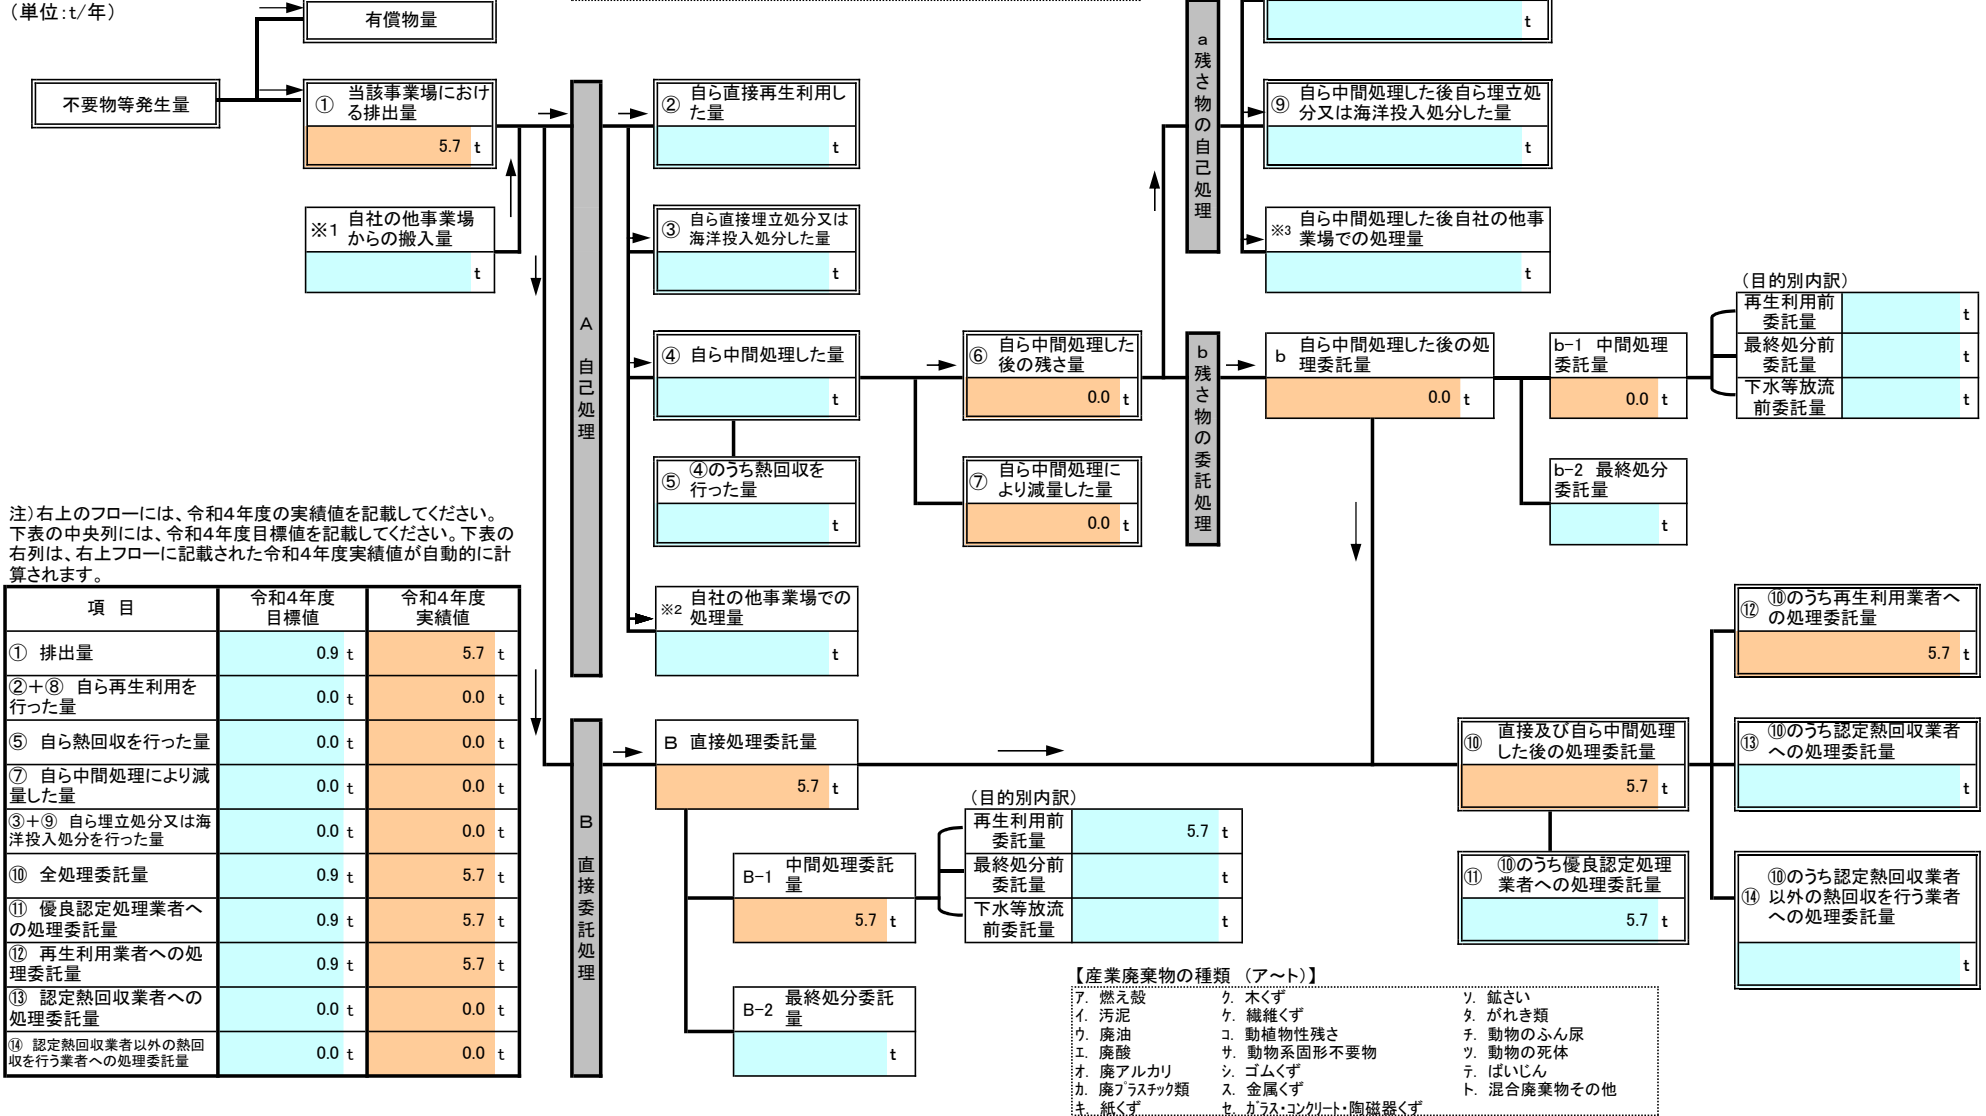 （単位:t/年）
有償物量
不要物等発生量
①
当該事業場におけ
る排出量
5.7 t
※1 自社の他事業場
からの搬入量
t
A 自己処理
②
自ら直接再生利用し
た量
t
③
自ら直接埋立処分又は
海洋投入処分した量
t
④ 自ら中間処理した量
t
⑤
④のうち熱回収を
行った量
t
※2
自社の他事業場での
処理量
t
⑥
自ら中間処理した
後の残さ量
0.0 t
⑦
自ら中間処理に
より減量した量
0.0 t
a 残さ物の自己処理
t
⑨
自ら中間処理した後自ら埋立処
分又は海洋投入処分した量
t
※3
自ら中間処理した後自社の他事
業場での処理量
t
b 残さ物の委託処理
b
自ら中間処理した後の処
理委託量
0.0 t
b-1 中間処理
委託量
0.0 t
b-2 最終処分
委託量
t
（目的別内訳）
再生利用前
委託量
t
最終処分前
委託量
t
下水等放流
前委託量
t
注）右上のフローには、令和４年度の実績値を記載してください。
下表の中央列には、令和４年度目標値を記載してください。下表の
右列は、右上フローに記載された令和４年度実績値が自動的に計
算されます。
項 目
令和４年度
目標値
令和４年度
実績値
① 排出量
0.9 t 5.7 t
②＋⑧ 自ら再生利用を
行った量
0.0 t 0.0 t
⑤ 自ら熱回収を行った量
0.0 t 0.0 t
⑦ 自ら中間処理により減
量した量
0.0 t 0.0 t
③＋⑨ 自ら埋立処分又は海
洋投入処分を行った量
0.0 t 0.0 t
⑩ 全処理委託量
0.9 t 5.7 t
⑪ 優良認定処理業者へ
の処理委託量
0.9 t 5.7 t
⑫ 再生利用業者への処
理委託量
0.9 t 5.7 t
⑬ 認定熱回収業者への
処理委託量
0.0 t 0.0 t
⑭ 認定熱回収業者以外の熱回
収を行う業者への処理委託量
0.0 t 0.0 t
B 直接委託処理
B 直接処理委託量
5.7 t
B-1
中間処理委託
量
5.7 t
B-2
最終処分委託
量
t
（目的別内訳）
再生利用前
委託量
5.7 t
最終処分前
委託量
t
下水等放流
前委託量
t
⑩
直接及び自ら中間処理
した後の処理委託量
5.7 t
⑪
⑩のうち優良認定処理
業者への処理委託量
5.7 t
⑫
⑩のうち再生利用業者へ
の処理委託量
5.7 t
⑬
⑩のうち認定熱回収業者
への処理委託量
t
⑭
⑩のうち認定熱回収業者
以外の熱回収を行う業者
への処理委託量
t
【産業廃棄物の種類 （ア～ト）】
ア. 燃え殻
イ. 汚泥
ウ. 廃油
エ. 廃酸
オ. 廃アルカリ
カ. 廃プラスチック類
キ. 紙くず
ク. 木くず
ケ. 繊維くず
コ. 動植物性残さ
サ. 動物系固形不要物
シ. ゴムくず
ス. 金属くず
セ. ガラス・コンクリート・陶磁器くず
ソ. 鉱さい
タ. がれき類
チ. 動物のふん尿
ツ. 動物の死体
テ. ばいじん
ト. 混合廃棄物その他